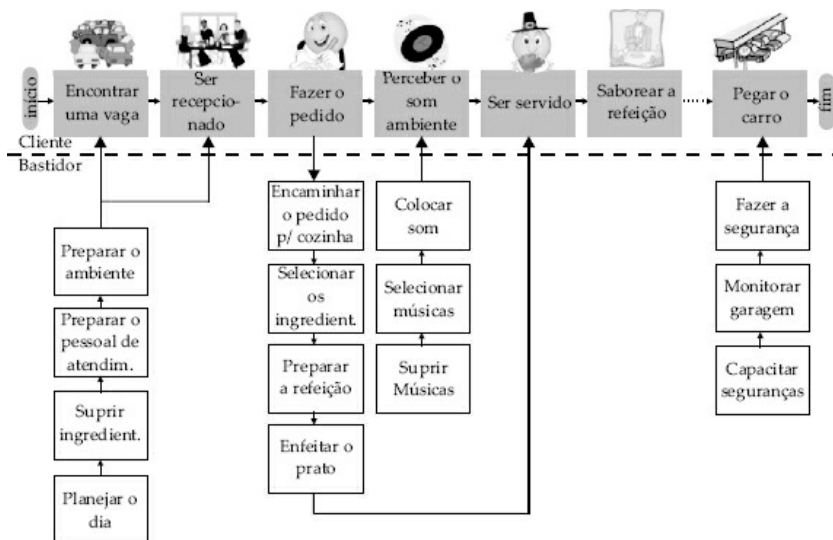 início
Encontrar
uma vaga
Ser
recepcio-
nado
Fazer o
pedido
Perceber o
som
ambiente
Ser servido
Saborear a
refeição
Pegar o
carro
fim
Cliente
Bastidor
Preparar o
ambiente
Preparar o
pessoal de
atendim.
Suprir
ingredient.
Planejar o
dia
Encaminhar
o pedido
p/ cozinha
Selecionar
os
ingredient.
Preparar
a refeição
Enfeitar o
prato
Colocar
som
Selecionar
músicas
Suprir
Músicas
Fazer a
segurança
Monitorar
garagem
Capacitar
seguranças